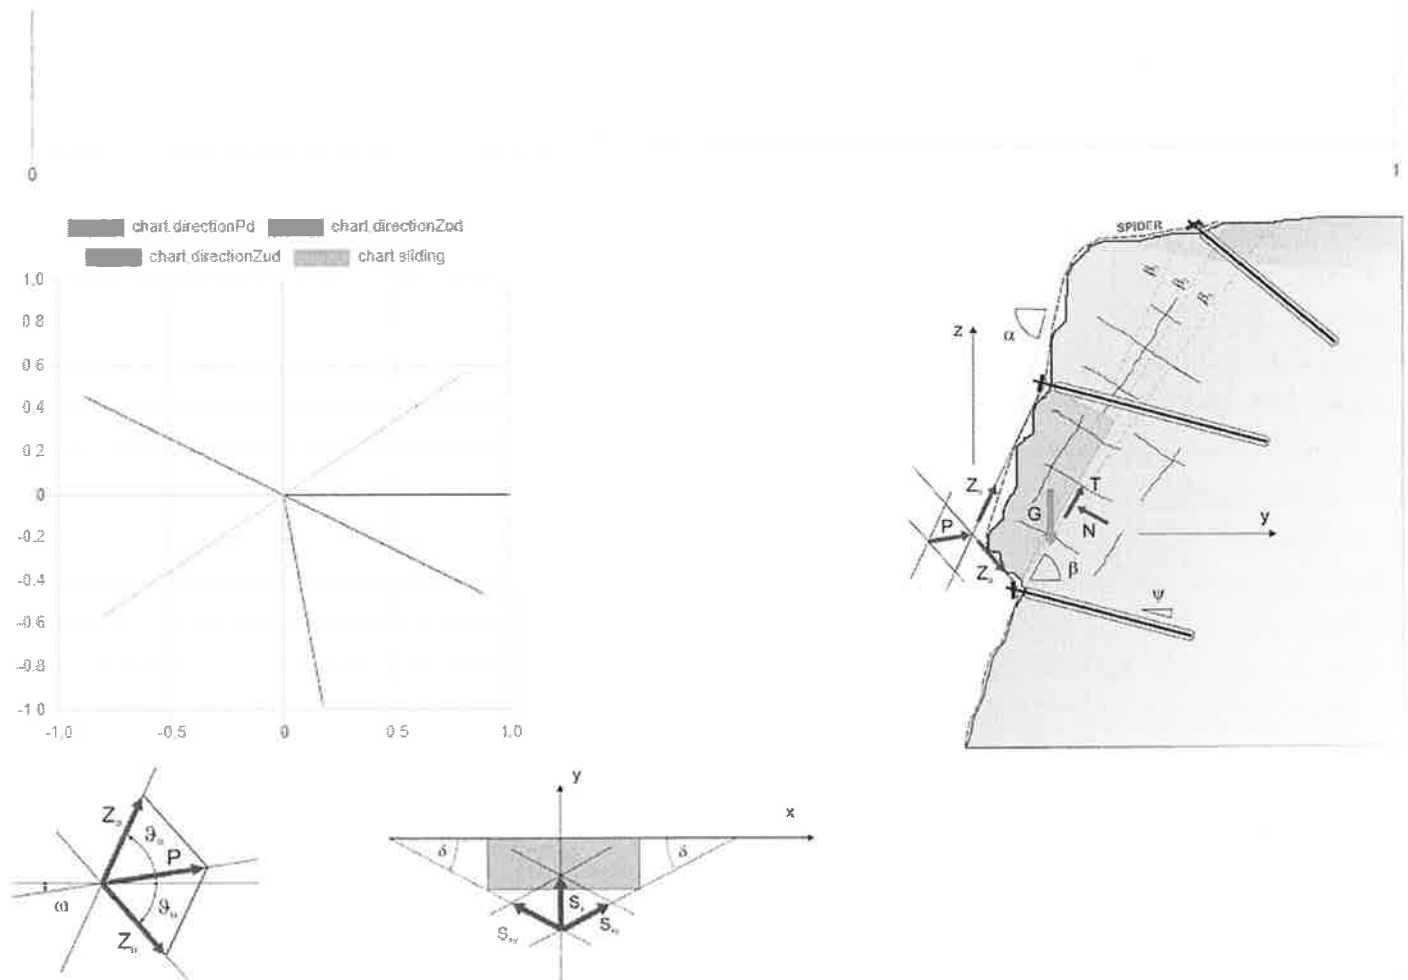 0 1
chart.directionPd chart.directionZod
chart.directionZud chart.sliding
1,0
0.8
0.6
0.4
0.2
0
-0.2
-0.4
-0.6
-0.8
-1.0
-1,0 -0.5 0 0.5 1,0
SPIDER
β
β
β
α
z
Z
T
G
P
N
y
Z
β
ψ
Z
ϑ
P
ω
ϑ
Z
y
x
δ δ
S
S
S